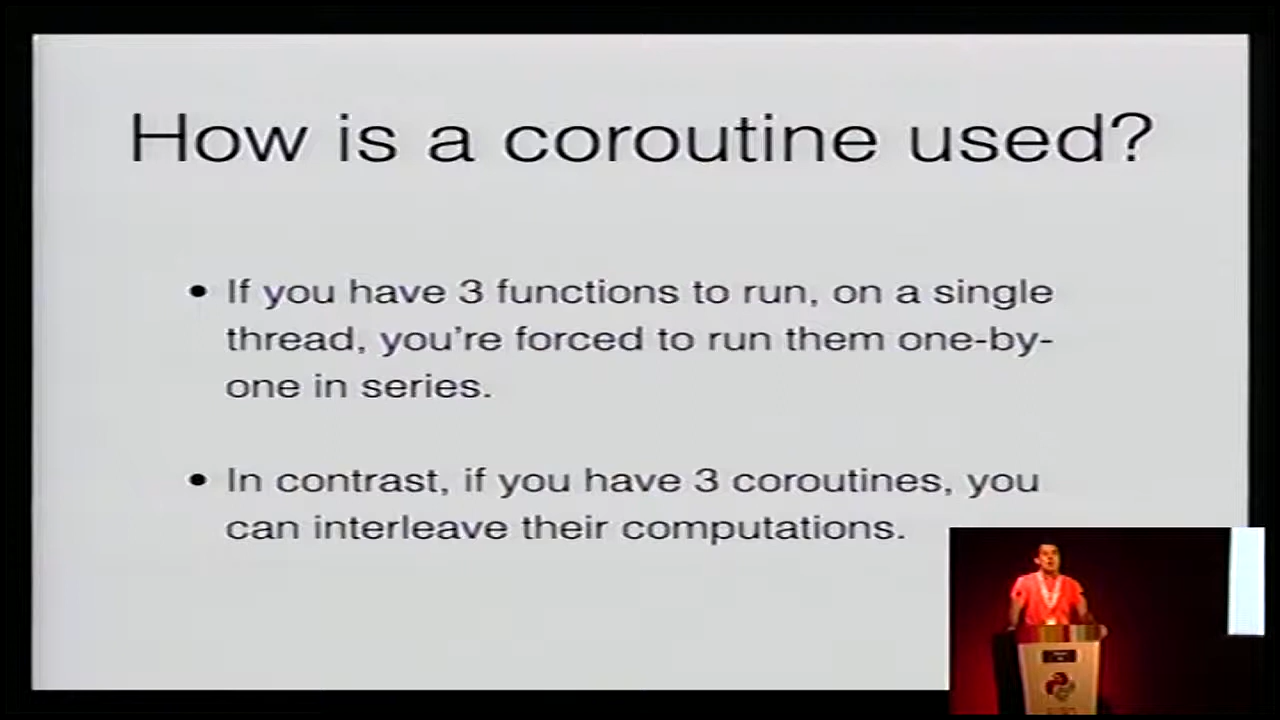 How is a coroutine used?
• If you have 3 functions to run, on a single
thread, you're forced to run them one-by-
one in series.
• In contrast, if you have 3 coroutines, you
can interleave their computations.